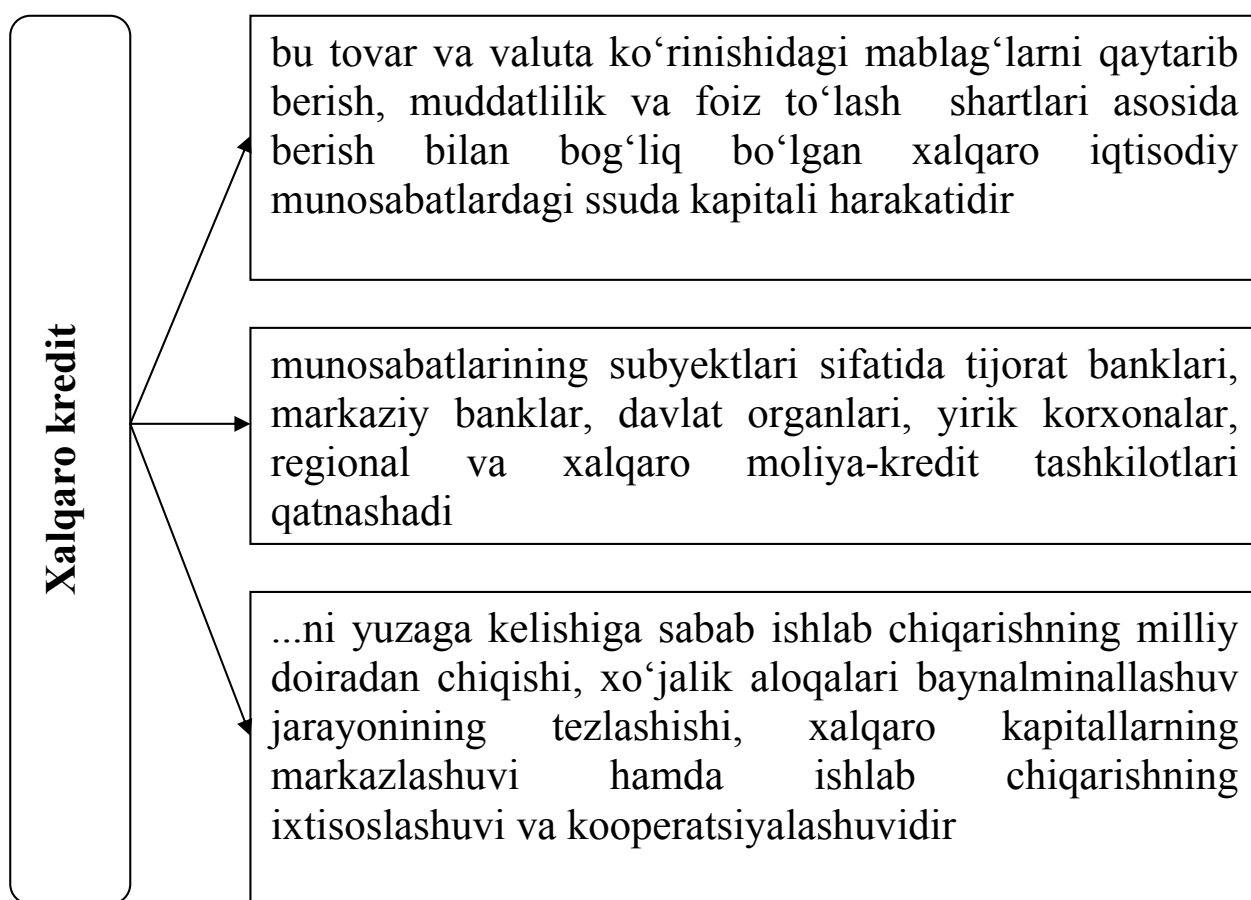 Xalqaro kredit
bu tovar va valuta ko‘rinishidagi mablag‘larni qaytarib
berish, muddatlilik va foiz to‘lash shartlari asosida
berish bilan bog‘liq bo‘lgan xalqaro iqtisodiy
munosabatlardagi ssuda kapitali harakatidir
munosabatlarining subyektlari sifatida tijorat banklari,
markaziy banklar, davlat organlari, yirik korxonalar,
regional va xalqaro moliya-kredit tashkilotlari
qatnashadi
...ni yuzaga kelishiga sabab ishlab chiqarishning milliy
doiradan chiqishi, xo‘jalik aloqalari baynalminallashuv
jarayonining tezlashishi, xalqaro kapitallarning
markazlashuvi hamda ishlab chiqarishning
ixtisoslashuvi va kooperatsiyalashuvidir